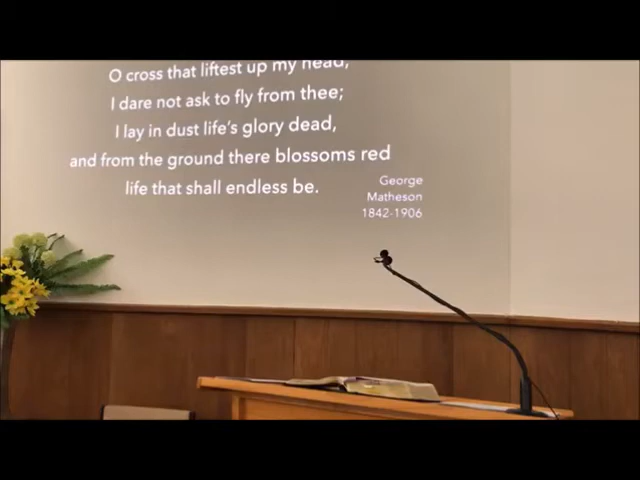 O cross that liftest up my head,
I dare not ask to fly from thee;
I lay in dust life's glory dead,
and from the ground there blossoms red
life that shall endless be.
George
Matheson
1842-1906